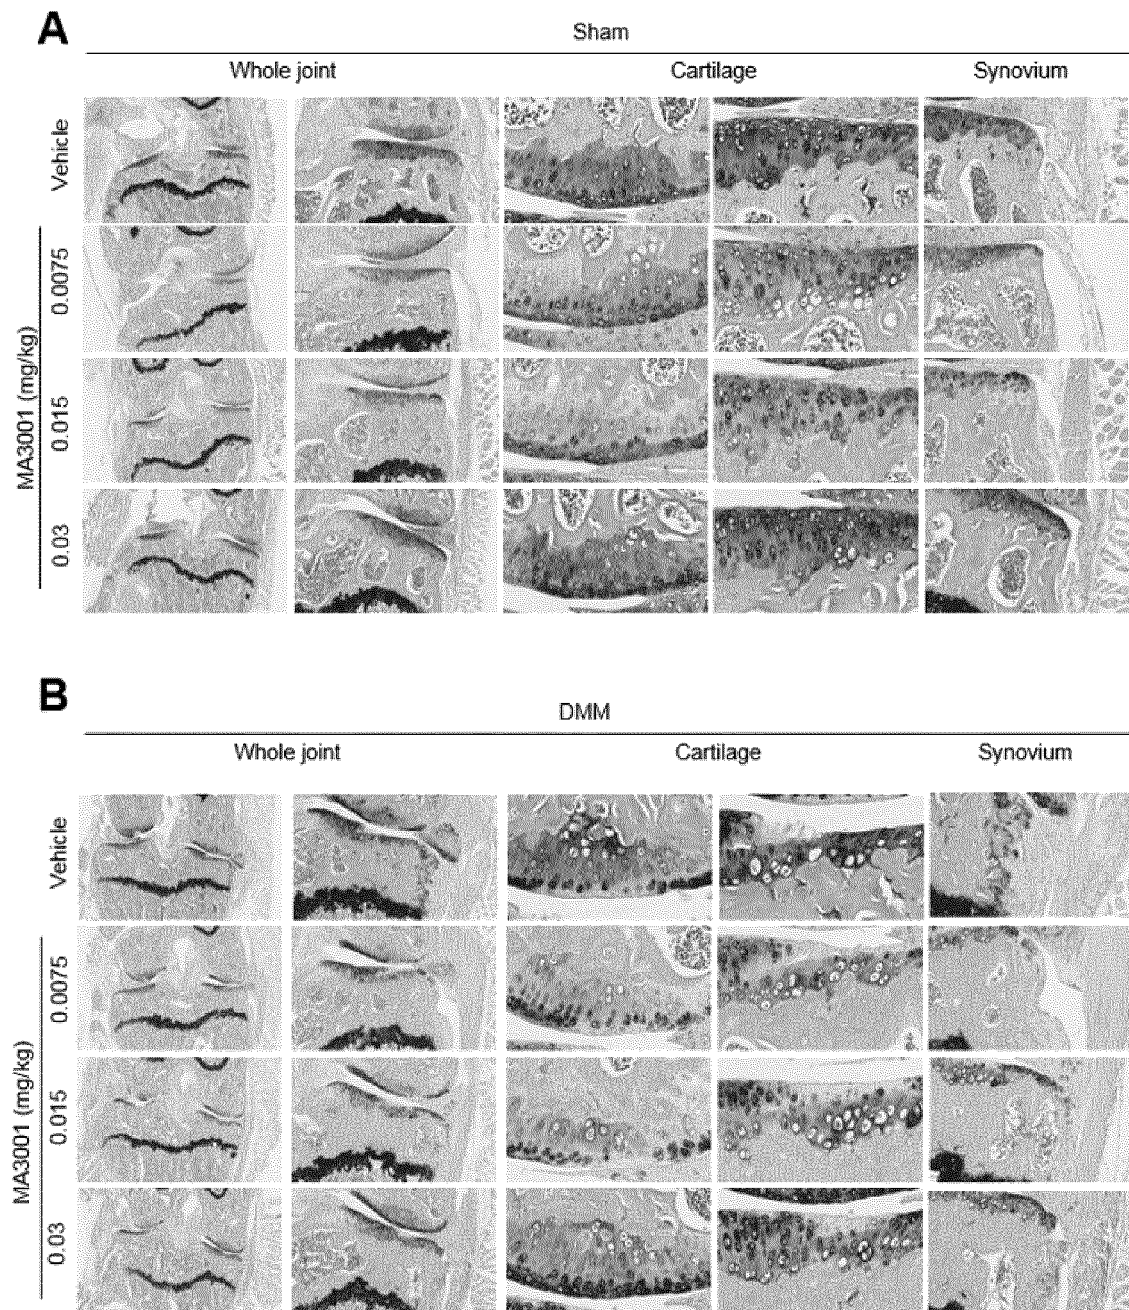 A
Sham
Whole joint Cartilage Synovium
Vehicle
MA3001 (mg/kg)
0.0075
0.015
0.03
B
DMM
Whole joint Cartilage Synovium
Vehicle
MA3001 (mg/kg)
0.0075
0.015
0.03